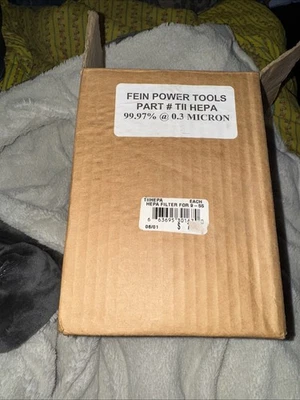 FEIN POWER TOOLS
PART # TII HEPA
99.97% @ 0.3 MICRON
TIIHEPA EACH
HEPA FILTER FOR 9-55
08/01 $